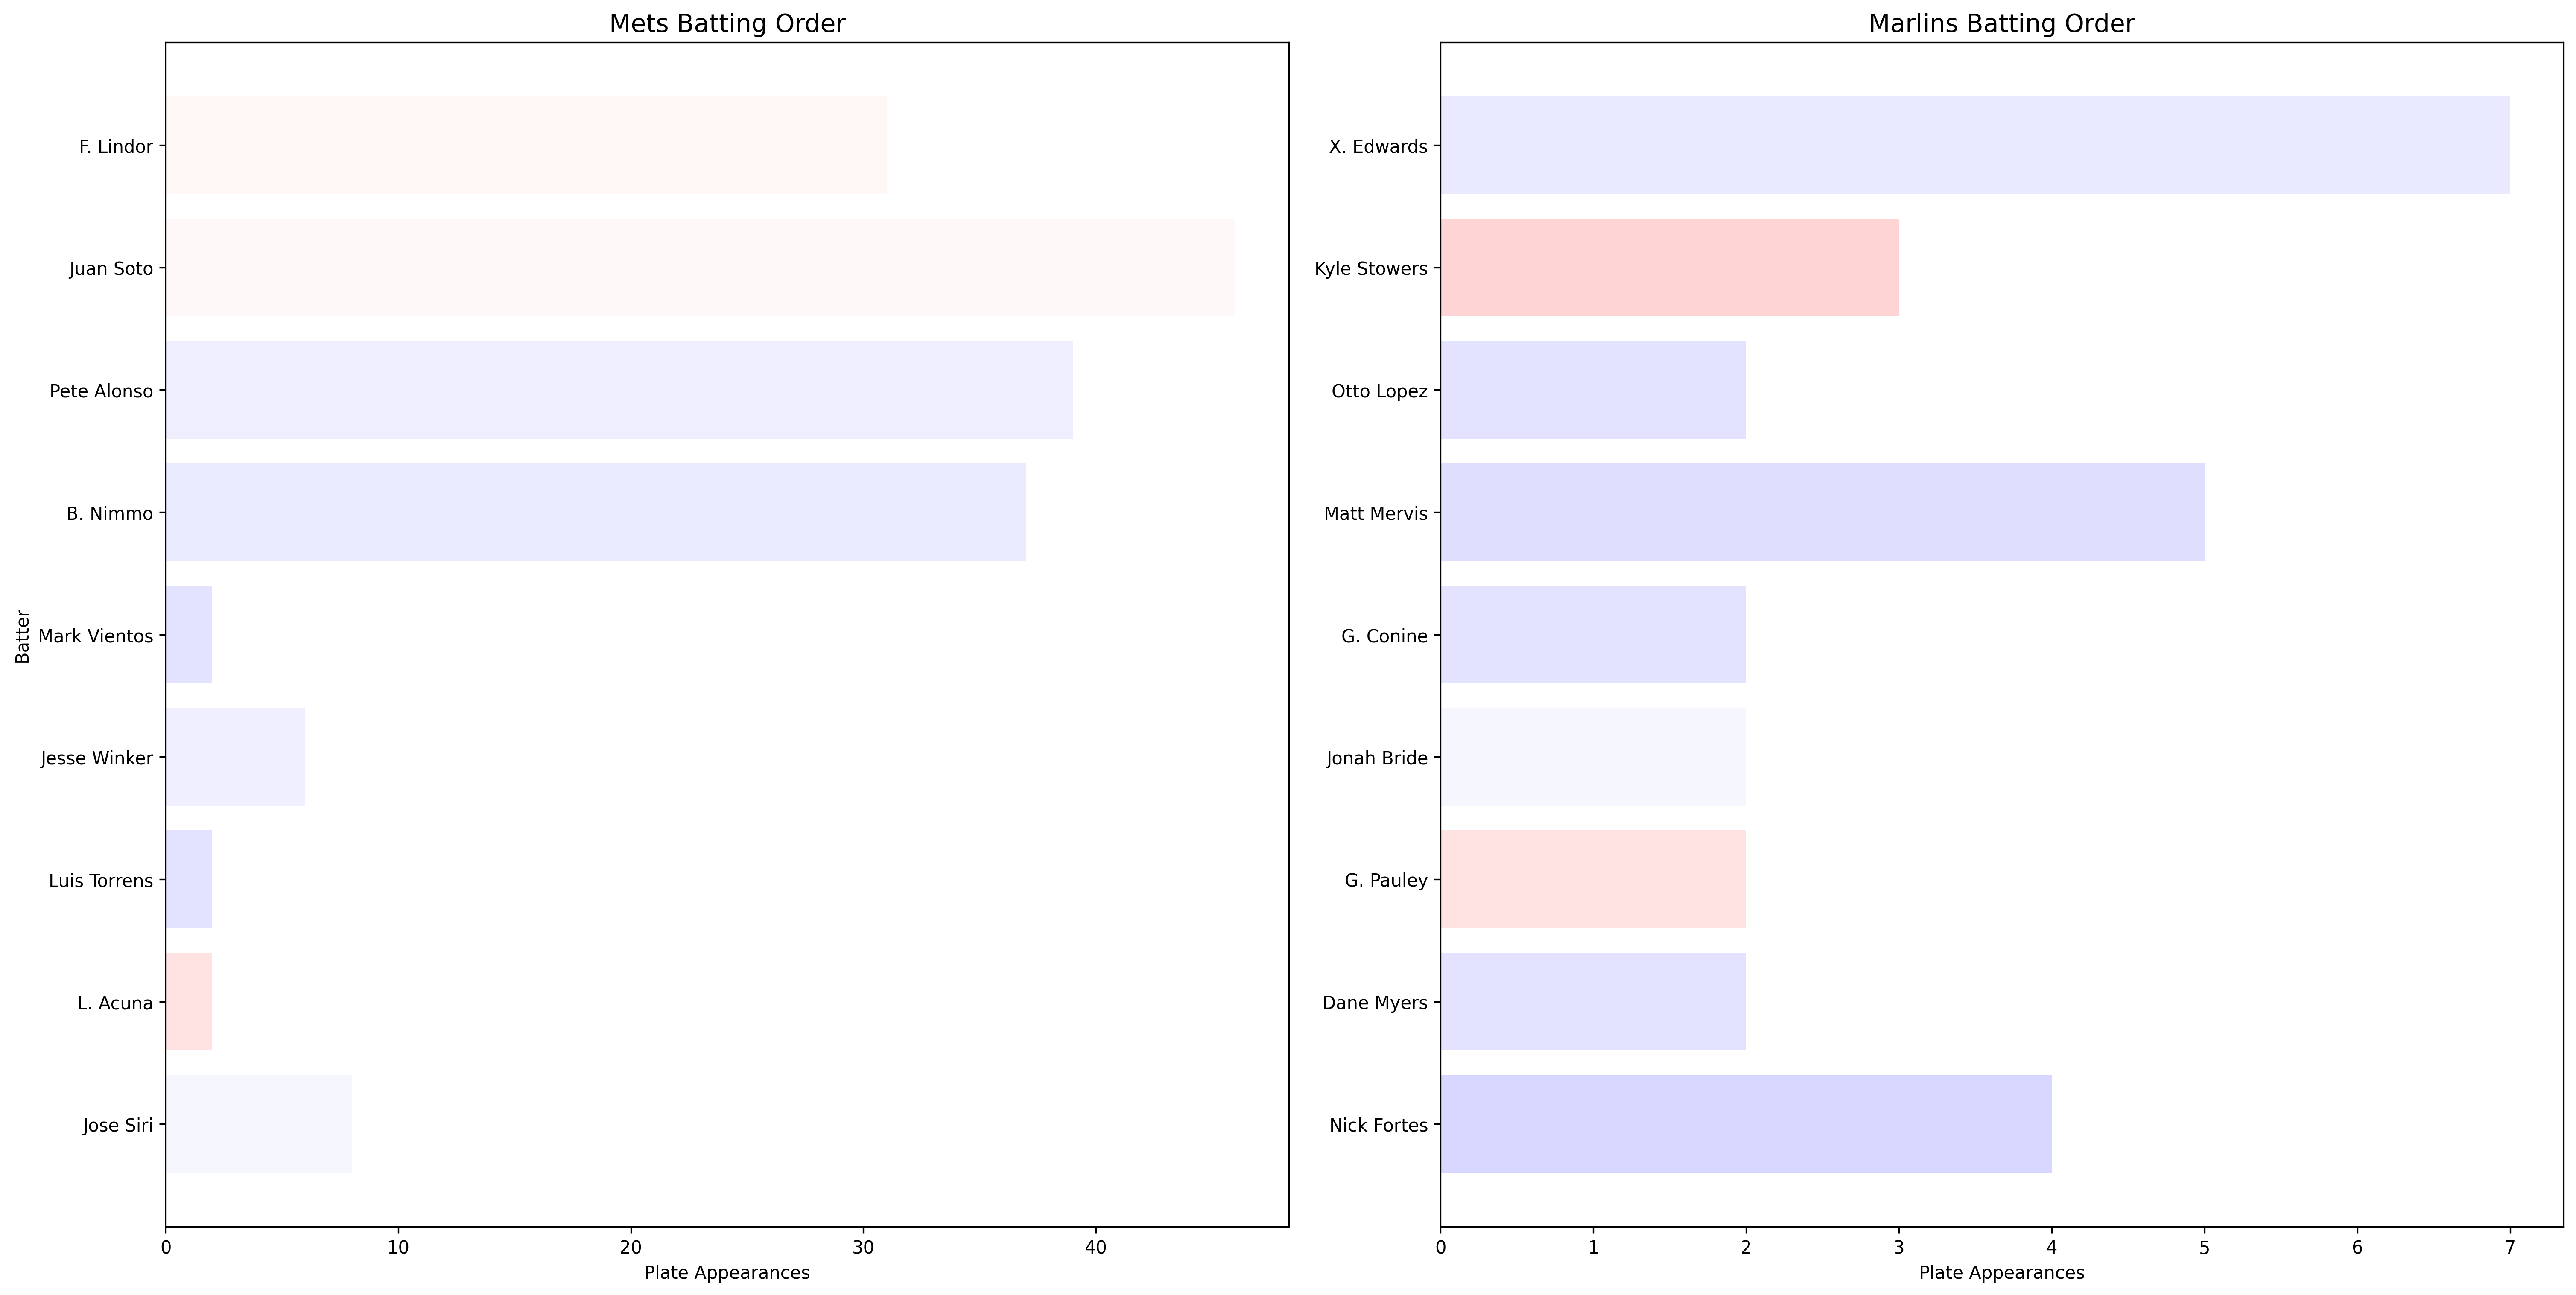 Mets Batting Order
Batter
F. Lindor
Juan Soto
Pete Alonso
B. Nimmo
Mark Vientos
Jesse Winker
Luis Torrens
L. Acuna
Jose Siri
0 10 20 30 40
Plate Appearances
Marlins Batting Order
X. Edwards
Kyle Stowers
Otto Lopez
Matt Mervis
G. Conine
Jonah Bride
G. Pauley
Dane Myers
Nick Fortes
0 1 2 3 4 5 6 7
Plate Appearances